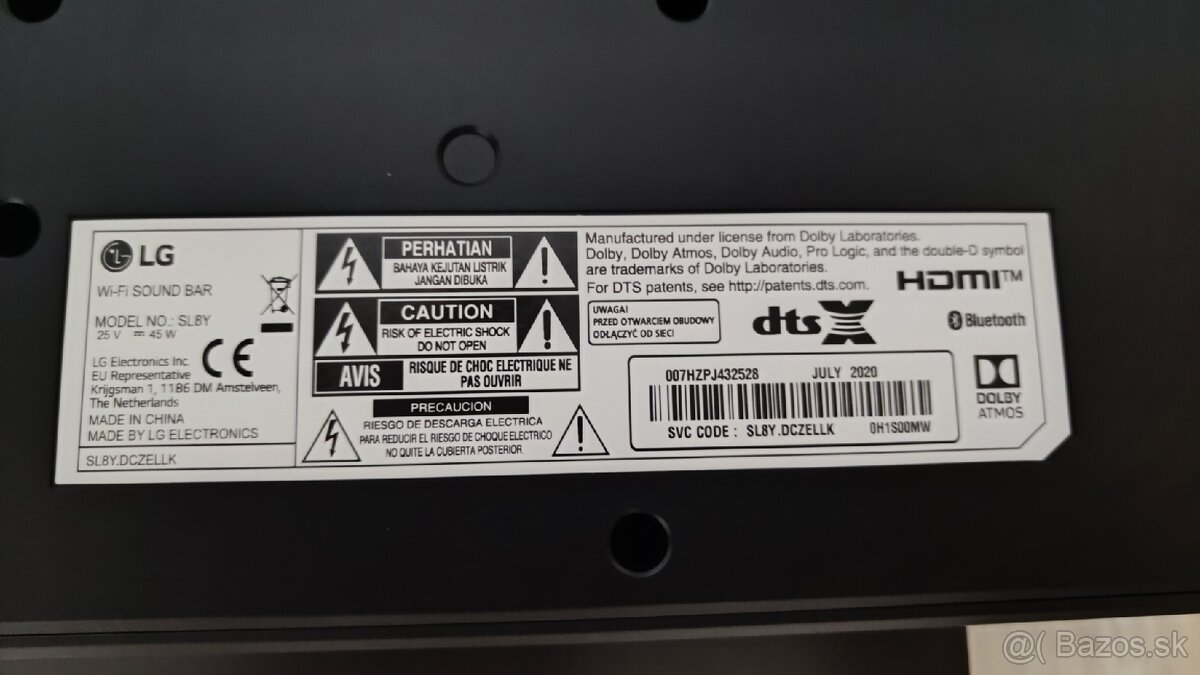 LG
Wi-Fi SOUND BAR
MODEL NO.: SL8Y
25 V ⎓ 45 W
LG Electronics Inc.
EU Representative
Krijgsman 1, 1186 DM Amstelveen,
The Netherlands
CE
MADE IN CHINA
MADE BY LG ELECTRONICS
SL8Y.DCZELLK
PERHATIAN
BAHAYA KEJUTAN LISTRIK
JANGAN DIBUKA
CAUTION
RISK OF ELECTRIC SHOCK
DO NOT OPEN
AVIS
RISQUE DE CHOC ELECTRIQUE NE
PAS OUVRIR
PRECAUCION
RIESGO DE DESCARGA ELECTRICA
PARA REDUCIR EL RIESGO DE CHOQUE ELECTRICO
NO QUITE LA CUBIERTA POSTERIOR.
Manufactured under license from Dolby Laboratories.
Dolby, Dolby Atmos, Dolby Audio, Pro Logic, and the double-D symbol
are trademarks of Dolby Laboratories.
For DTS patents, see http://patents.dts.com.
HDMI™
UWAGA!
PRZED OTWARCIEM OBUDOWY
ODŁĄCZYĆ OD SIECI
dts X
Bluetooth
007HZPJ432528 JULY 2020
SVC CODE : SL8Y.DCZELLK 0H1S00MW
DOLBY
ATMOS
@( Bazos.sk